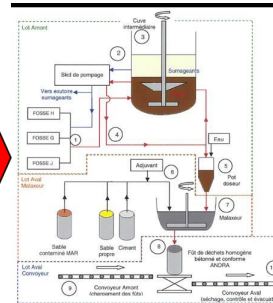 Lot Amont
Cuve
intermédiaire
3
2
Surnageants
Skid de pompage
Vers exutoire
surnageants
FOSSE H
FOSSE G
FOSSE J
1
4
Eau
5
Pot
doseur
Lot Aval
Malaxeur
Adjuvant
6
7
Malaxeur
Sable
contaminé MAR
Sable
propre
Ciment
8
Fût de déchets homogène
bétonné et conforme
ANDRA
Lot Aval
Convoyeur
9
Convoyeur Amont
(cheminement des fûts)
Convoyeur Aval
(séchage, contrôle et évacua